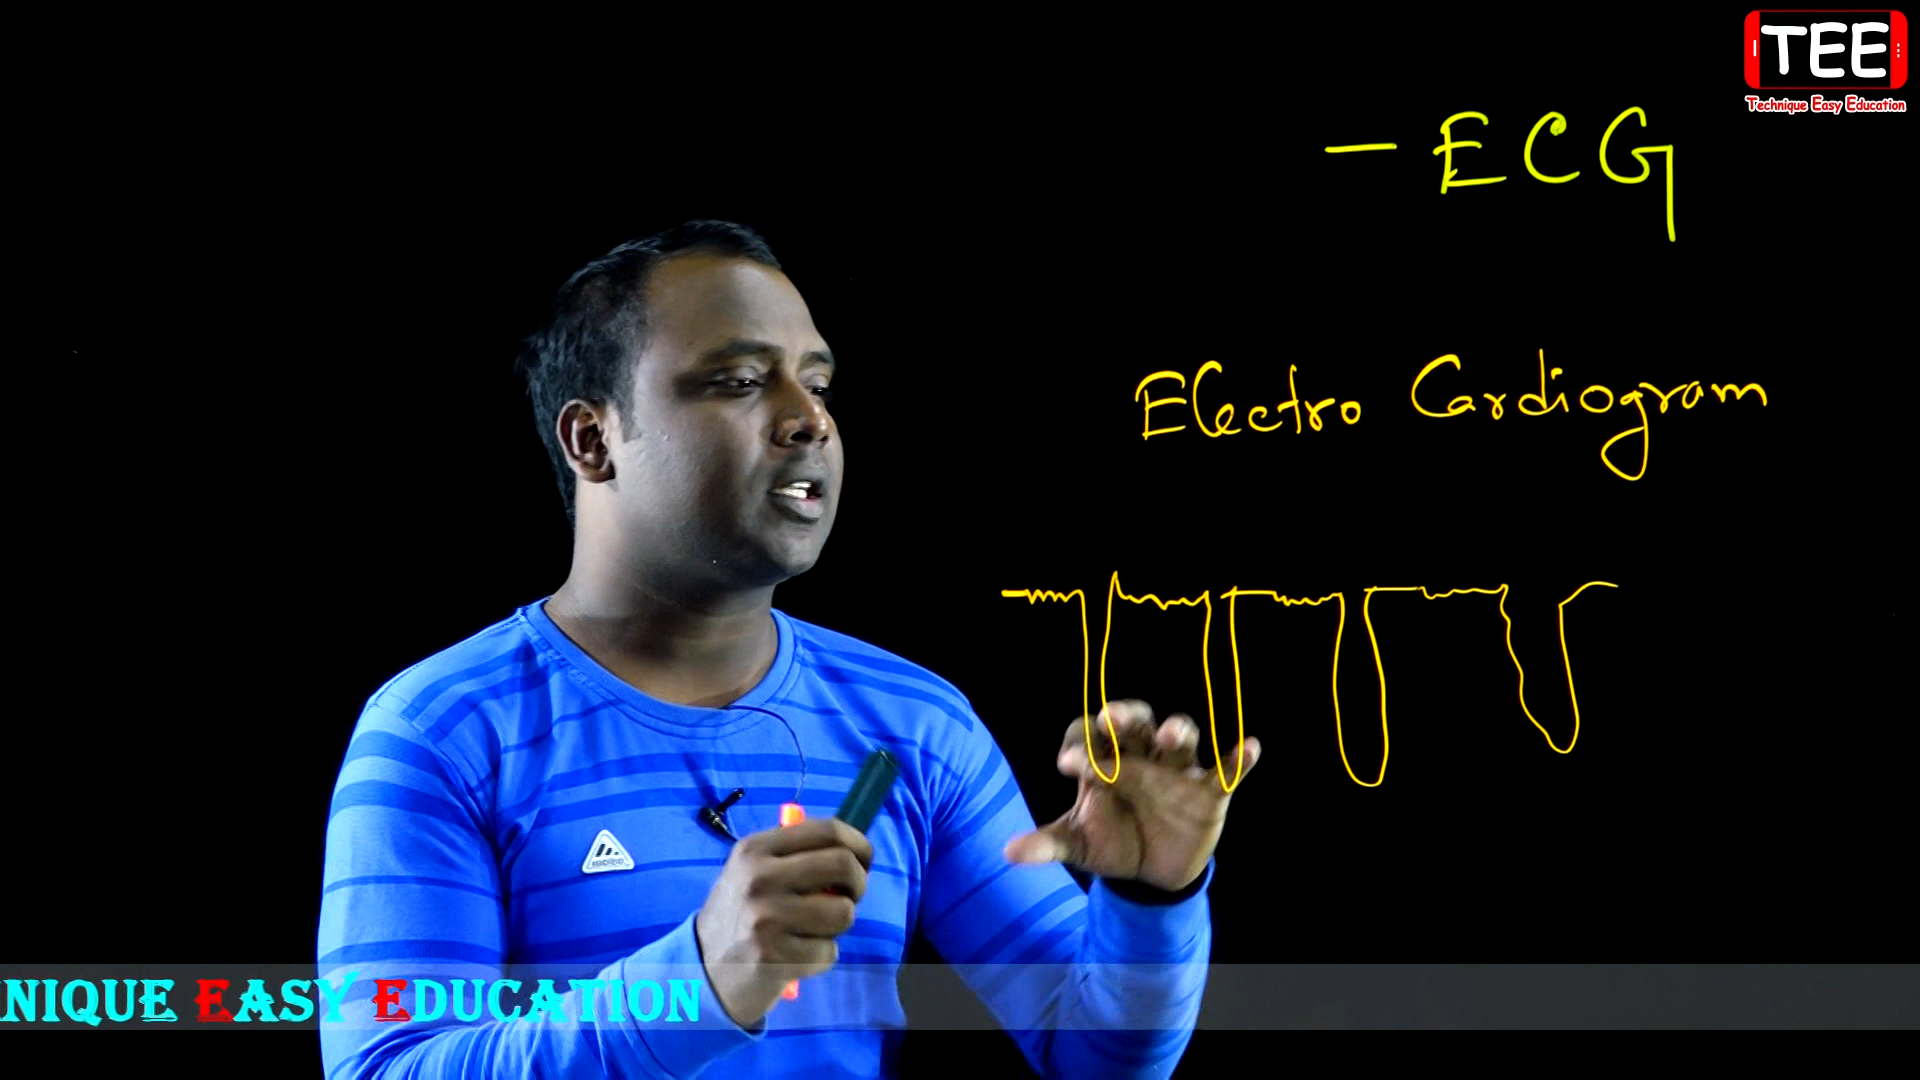 TEE
Technique Easy Education
- ECG
Electro Cardiogram
NIQUE EASY EDUCATION